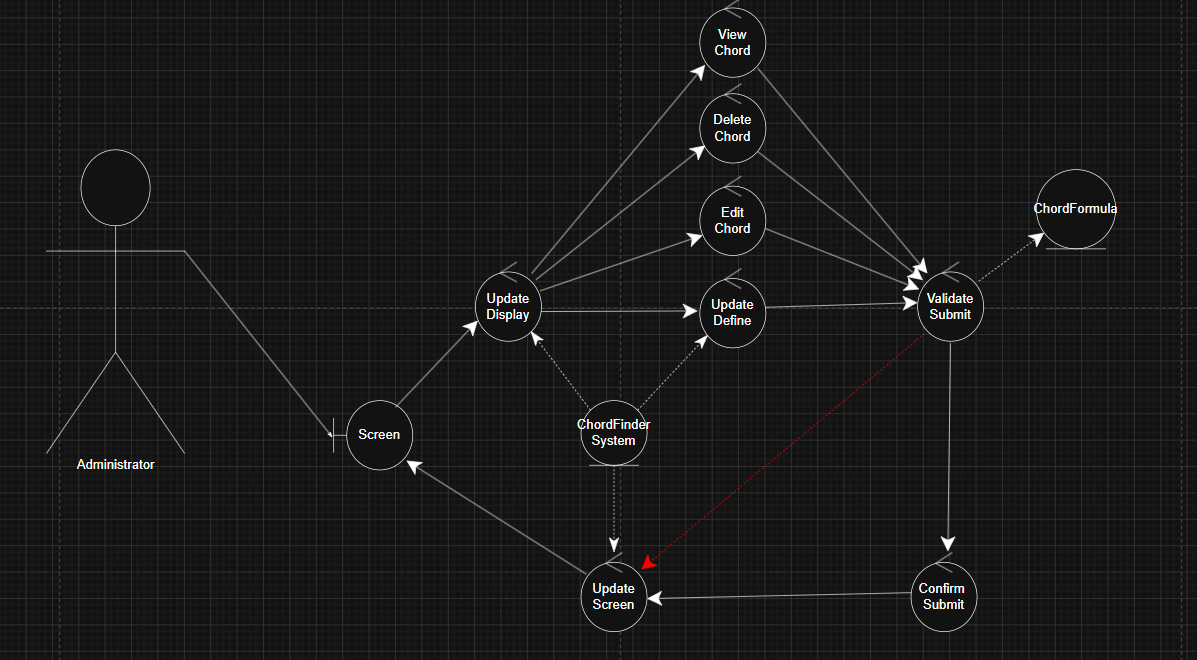 View
Chord
Delete
Chord
Edit
Chord
ChordFormula
Update
Display
Update
Define
Validate
Submit
Screen
ChordFinder
System
Administrator
Update
Screen
Confirm
Submit